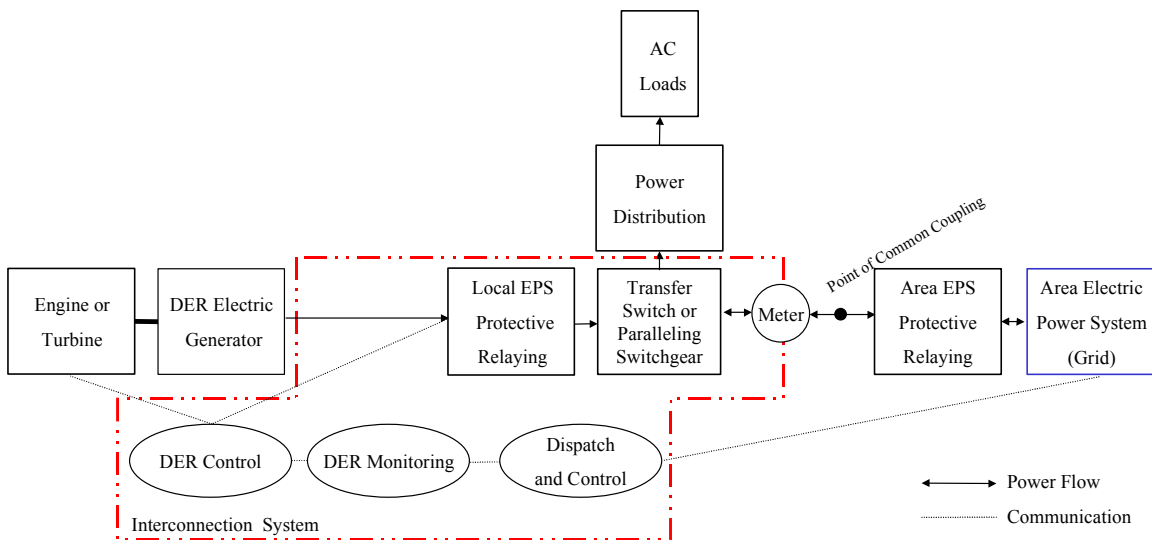 AC
Loads
Power
Distribution
Point of Common Coupling
Engine or
Turbine
DER Electric
Generator
Local EPS
Protective
Relaying
Transfer
Switch or
Paralleling
Switchgear
Meter
Area EPS
Protective
Relaying
Area Electric
Power System
(Grid)
DER Control
DER Monitoring
Dispatch
and Control
Interconnection System
Power Flow
Communication